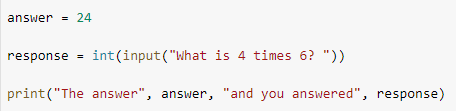 answer = 24
response = int(input("What is 4 times 6? "))
print("The answer", answer, "and you answered", response)